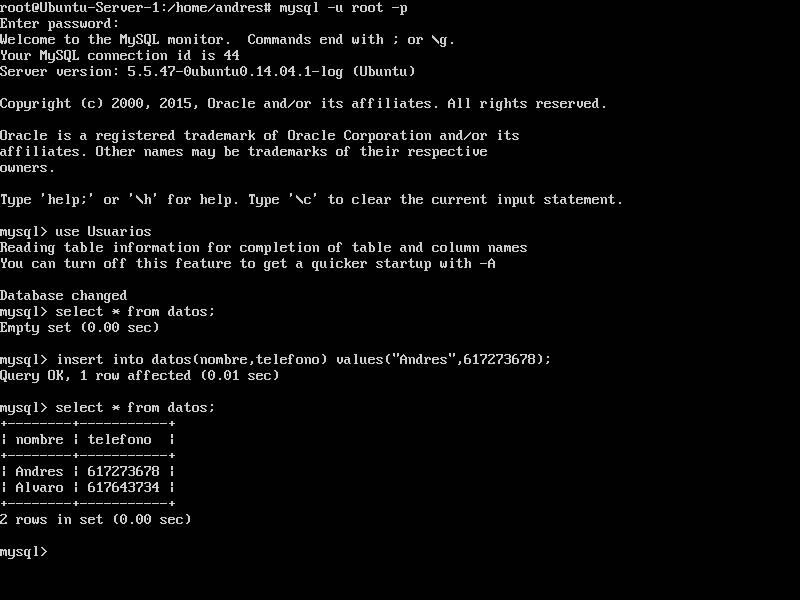 root@Ubuntu-Server-1:/home/andres# mysql -u root -p
Enter password:
Welcome to the MySQL monitor.  Commands end with ; or \g.
Your MySQL connection id is 44
Server version: 5.5.47-0ubuntu0.14.04.1-log (Ubuntu)

Copyright (c) 2000, 2015, Oracle and/or its affiliates. All rights reserved.

Oracle is a registered trademark of Oracle Corporation and/or its
affiliates. Other names may be trademarks of their respective
owners.

Type 'help;' or '\h' for help. Type '\c' to clear the current input statement.

mysql> use Usuarios
Reading table information for completion of table and column names
You can turn off this feature to get a quicker startup with -A

Database changed
mysql> select * from datos;
Empty set (0.00 sec)

mysql> insert into datos(nombre,telefono) values("Andres",617273678);
Query OK, 1 row affected (0.01 sec)

mysql> select * from datos;
+--------+-----------+
| nombre | telefono  |
+--------+-----------+
| Andres | 617273678 |
| Alvaro | 617643734 |
+--------+-----------+
2 rows in set (0.00 sec)

mysql>